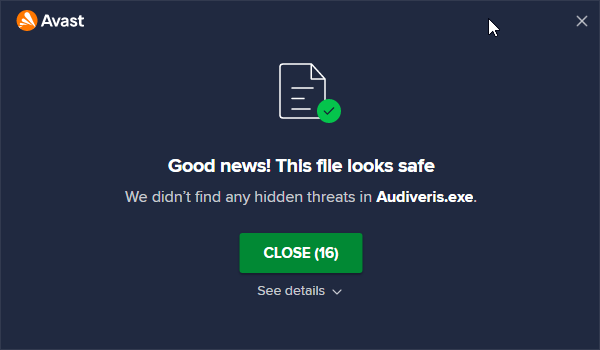 Avast
Good news! This file looks safe
We didn't find any hidden threats in Audiveris.exe.
CLOSE (16)
See details